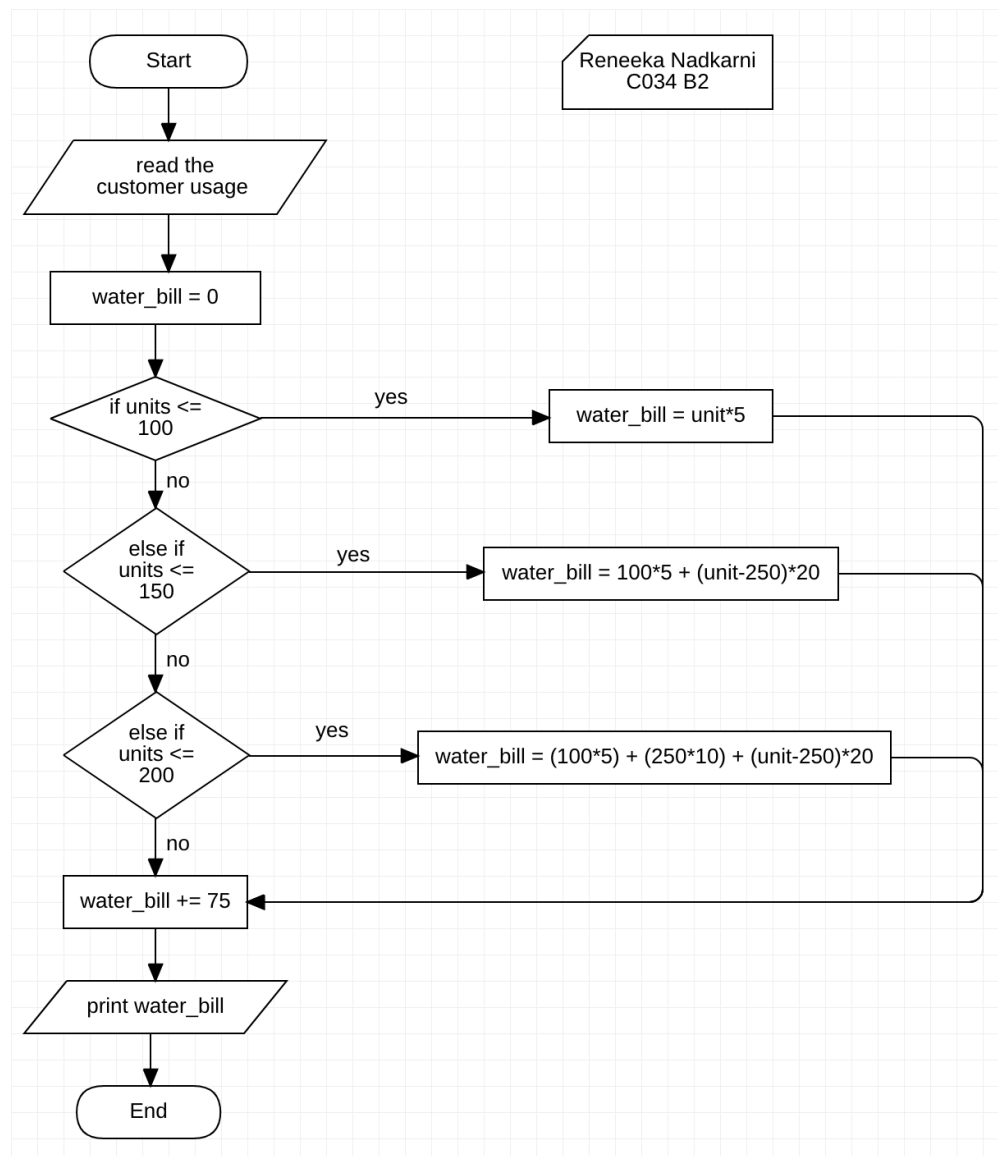 Start
Reneeka Nadkarni
C034 B2
read the
customer usage
water_bill = 0
if units <=
100
yes
water_bill = unit*5
no
else if
units <=
150
yes
water_bill = 100*5 + (unit-250)*20
no
else if
units <=
200
yes
water_bill = (100*5) + (250*10) + (unit-250)*20
no
water_bill += 75
print water_bill
End